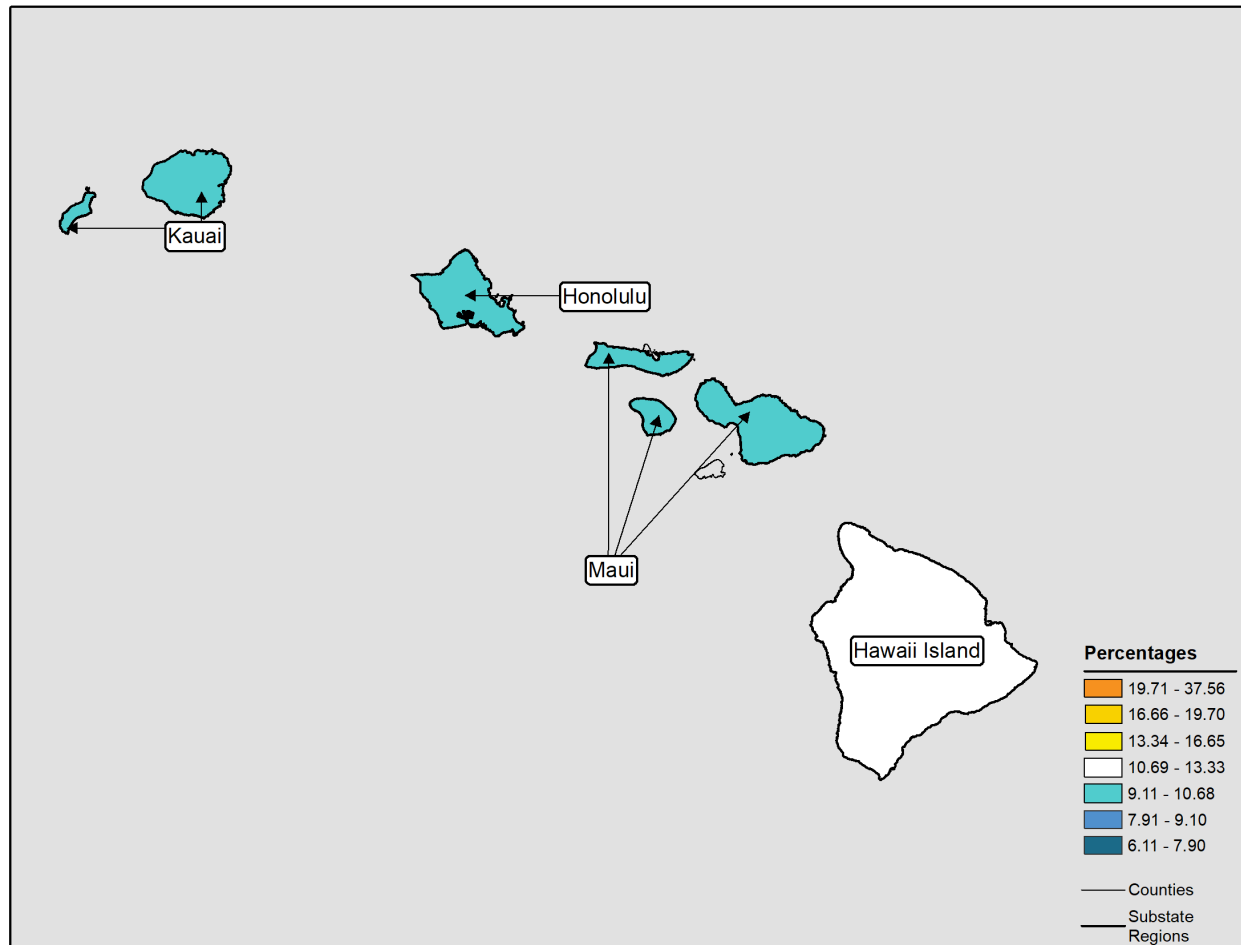 Kauai
Honolulu
Maui
Hawaii Island
Percentages
19.71 - 37.56
16.66 - 19.70
13.34 - 16.65
10.69 - 13.33
9.11 - 10.68
7.91 - 9.10
6.11 - 7.90
Counties
Substate
Regions